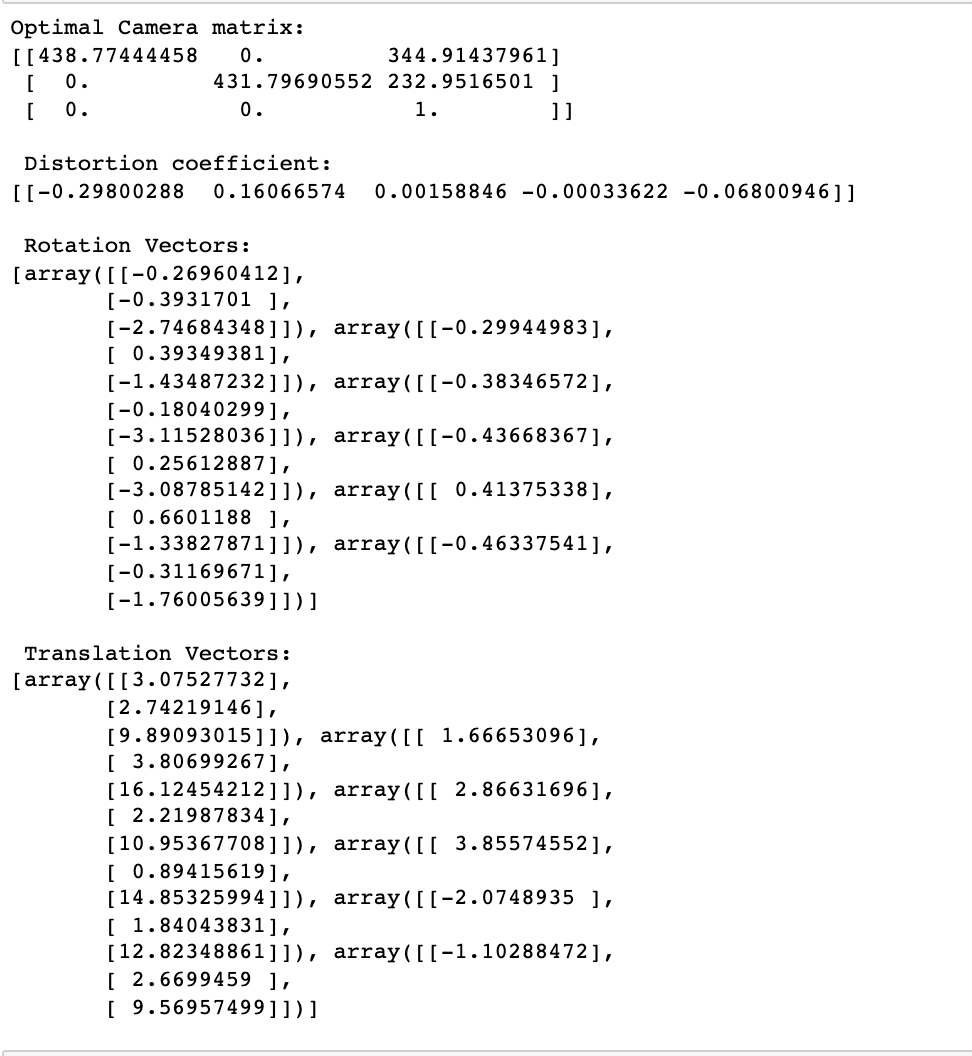 Optimal Camera matrix:
[[438.77444458   0.         344.91437961]
 [  0.         431.79690552 232.9516501 ]
 [  0.           0.           1.        ]]
 Distortion coefficient:
[[-0.29800288  0.16066574  0.00158846 -0.00033622 -0.06800946]]
 Rotation Vectors:
[array([[-0.26960412],
       [-0.3931701 ],
       [-2.74684348]]), array([[-0.29944983],
       [ 0.39349381],
       [-1.43487232]]), array([[-0.38346572],
       [-0.18040299],
       [-3.11528036]]), array([[-0.43668367],
       [ 0.25612887],
       [-3.08785142]]), array([[ 0.41375338],
       [ 0.6601188 ],
       [-1.33827871]]), array([[-0.46337541],
       [-0.31169671],
       [-1.76005639]])]
 Translation Vectors:
[array([[3.07527732],
       [2.74219146],
       [9.89093015]]), array([[ 1.66653096],
       [ 3.80699267],
       [16.12454212]]), array([[ 2.86631696],
       [ 2.21987834],
       [10.95367708]]), array([[ 3.85574552],
       [ 0.89415619],
       [14.85325994]]), array([[-2.0748935 ],
       [ 1.84043831],
       [12.82348861]]), array([[-1.10288472],
       [ 2.6699459 ],
       [ 9.56957499]])]